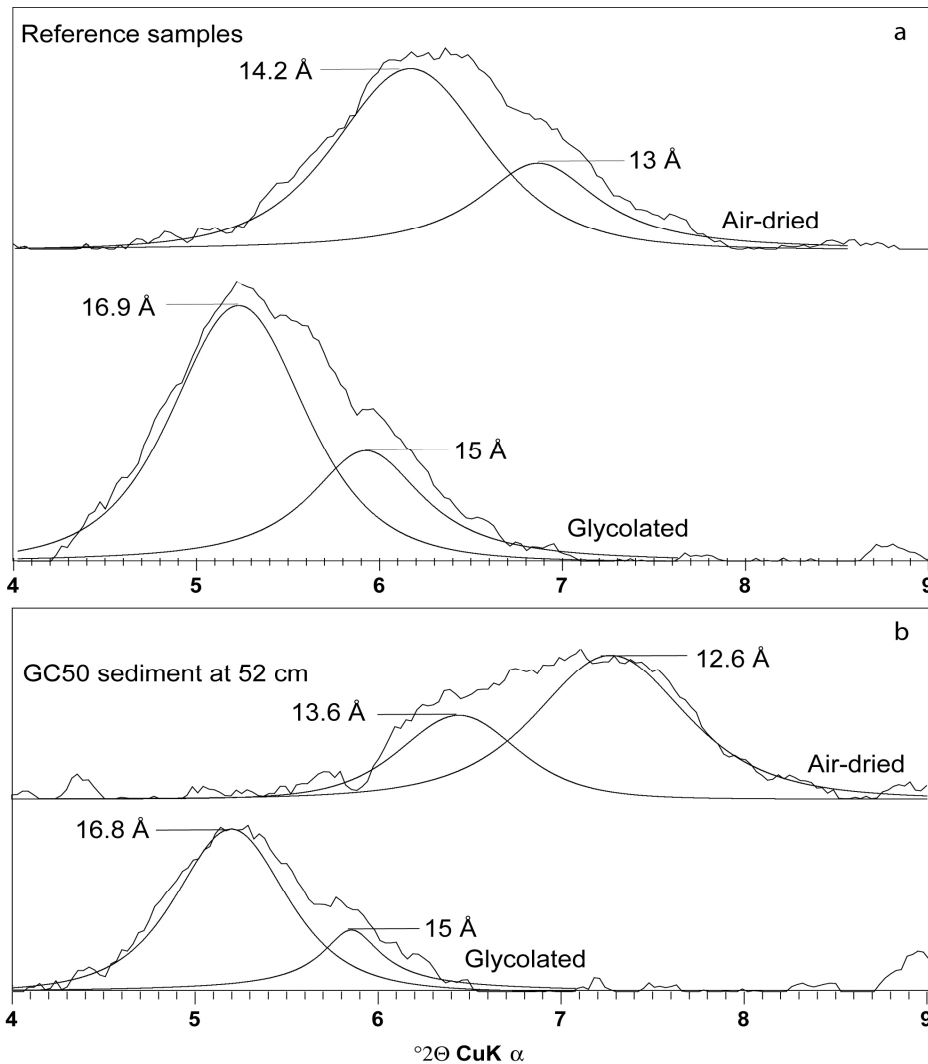 Reference samples
a
14.2 Å
13 Å
Air-dried
16.9 Å
15 Å
Glycolated
4 5 6 7 8 9
b
GC50 sediment at 52 cm
12.6 Å
13.6 Å
Air-dried
16.8 Å
15 Å
Glycolated
4 5 6 7 8 9
°2Θ CuK α